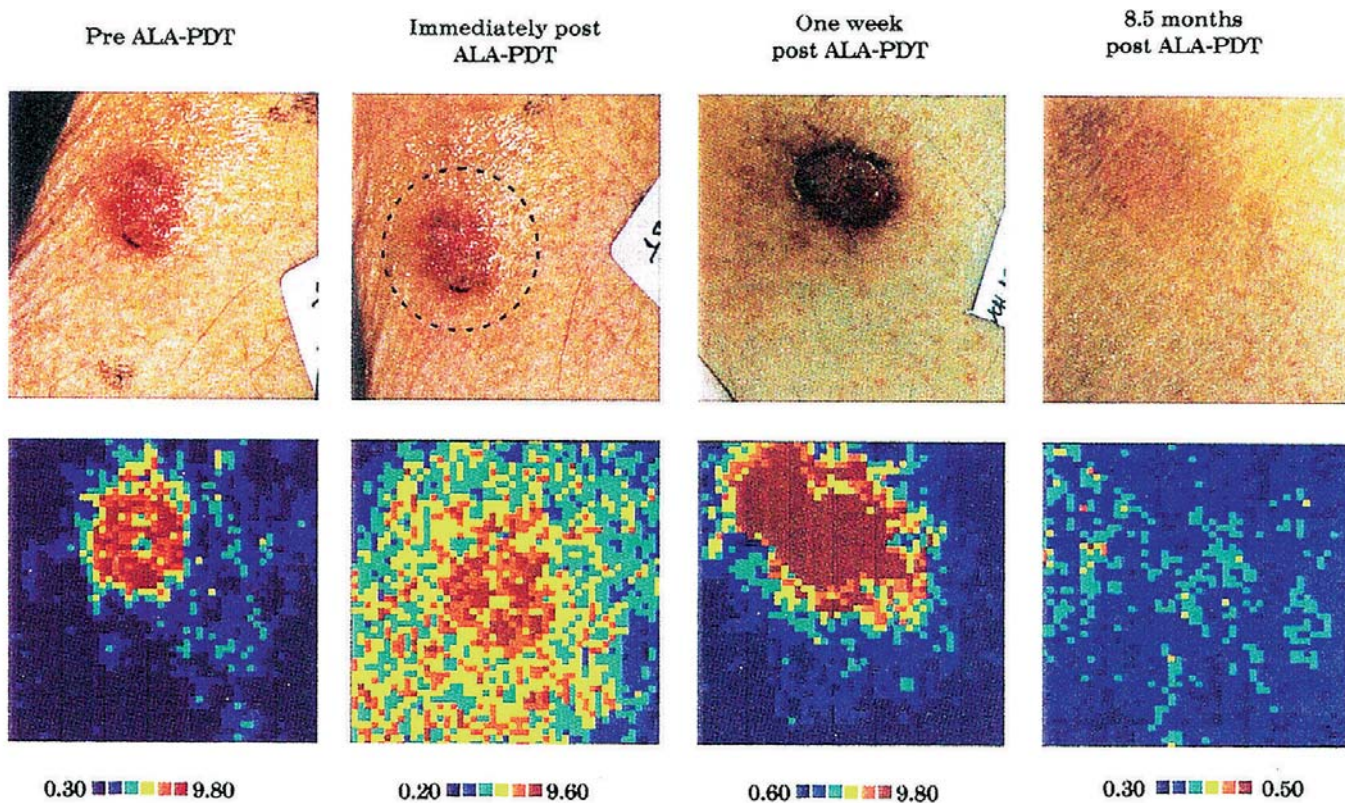 Pre ALA-PDT
Immediately post
ALA-PDT
One week
post ALA-PDT
8.5 months
post ALA-PDT
0.30 9.80
0.20 9.60
0.60 9.80
0.30 0.50